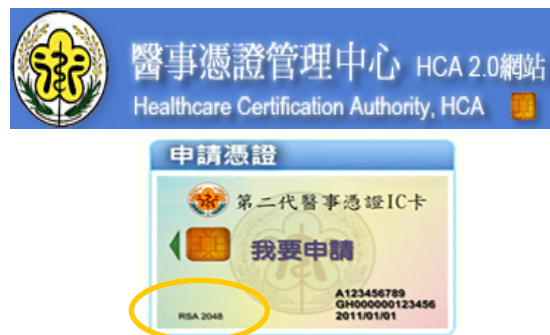 醫事憑證管理中心 HCA 2.0網站
Healthcare Certification Authority, HCA
申請憑證
第二代醫事憑證IC卡
我要申請
RSA 2048
A123456789
GH000000123456
2011/01/01